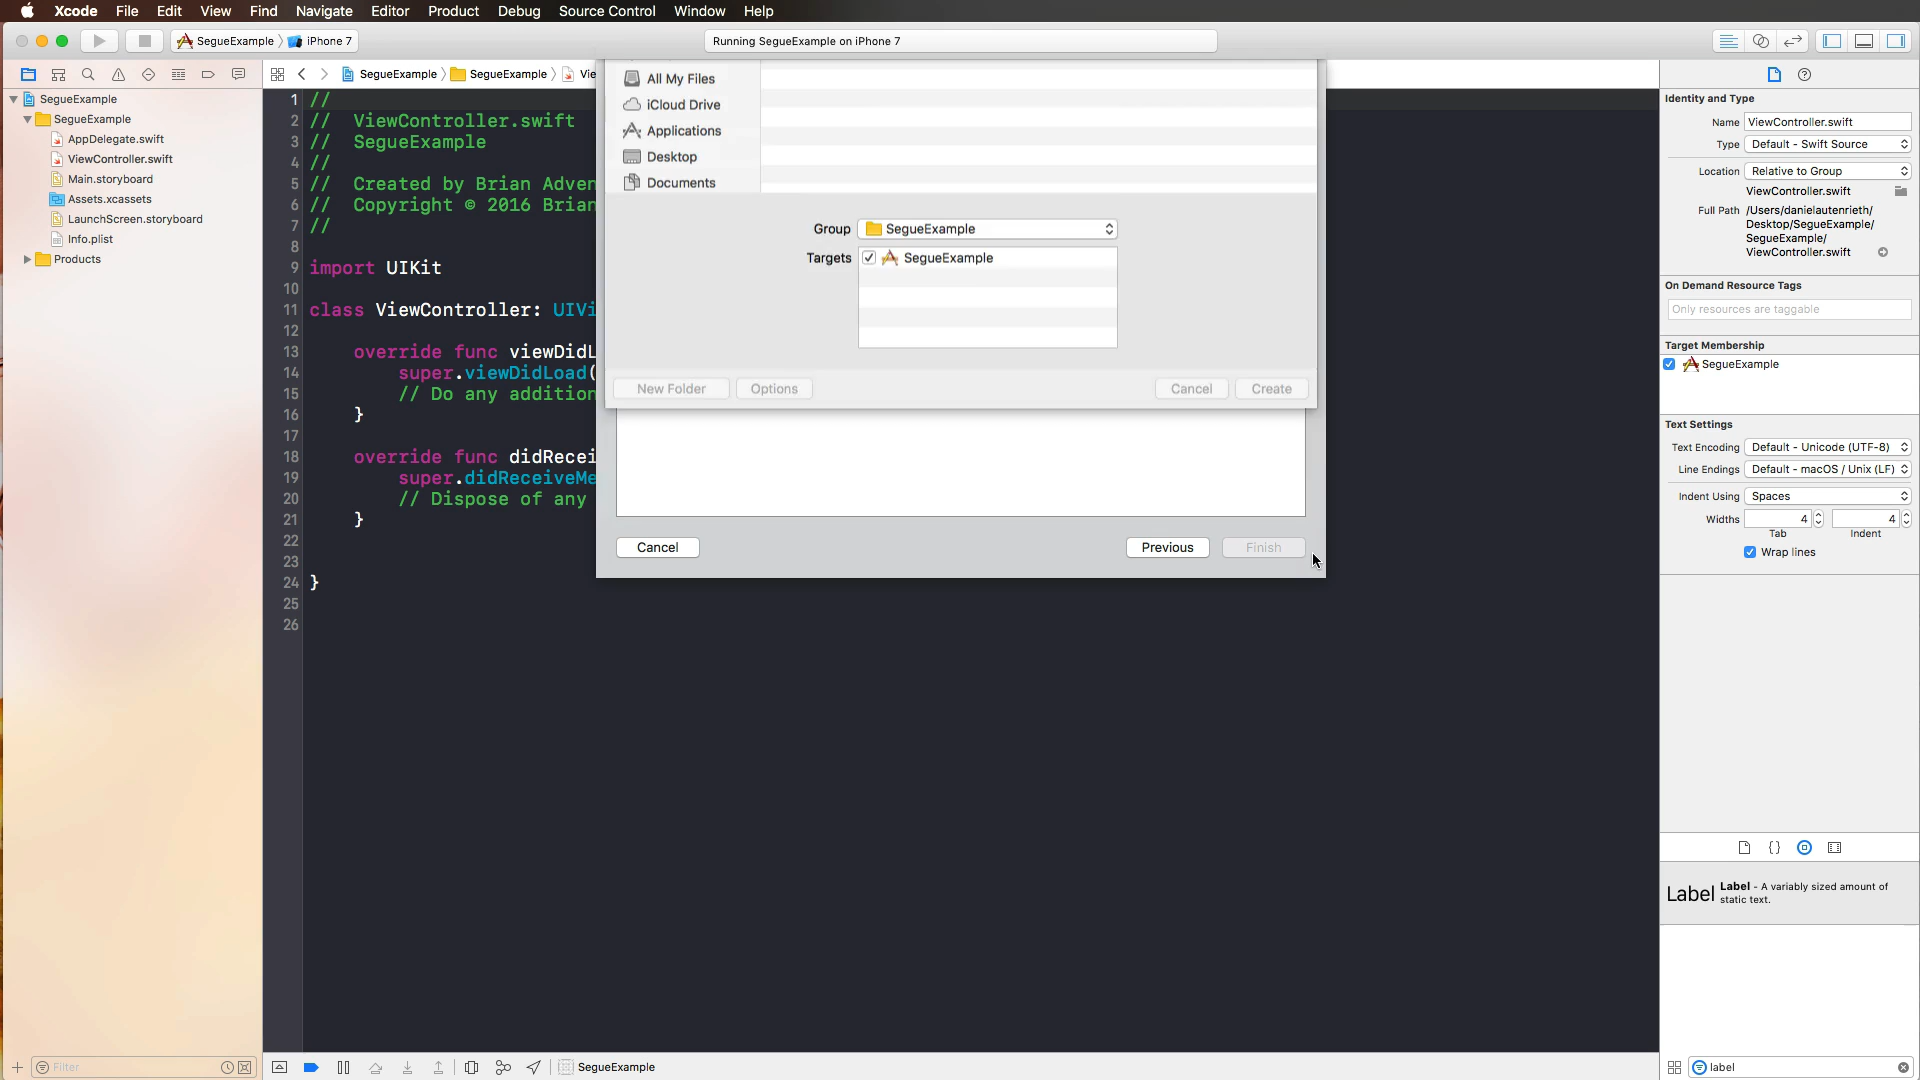 Xcode File Edit View Find Navigate Editor Product Debug Source Control Window Help
SegueExample iPhone 7
Running SegueExample on iPhone 7
SegueExample
SegueExample
AppDelegate.swift
ViewController.swift
Main.storyboard
Assets.xcassets
LaunchScreen.storyboard
Info.plist
Products
Filter
SegueExample SegueExample Vie
1 //
2 // ViewController.swift
3 // SegueExample
4 //
5 // Created by Brian Adven
6 // Copyright © 2016 Brian
7 //
8
9 import UIKit
10
11 class ViewController: UIVi
12
13 override func viewDidL
14 super.viewDidLoad(
15 // Do any addition
16 }
17
18 override func didRecei
19 super.didReceiveMe
20 // Dispose of any
21 }
22
23
24 }
25
26
All My Files
iCloud Drive
Applications
Desktop
Documents
Group SegueExample
Targets SegueExample
New Folder Options Cancel Create
Cancel Previous Finish
SegueExample
Identity and Type
Name ViewController.swift
Type Default - Swift Source
Location Relative to Group
ViewController.swift
Full Path /Users/danielautenrieth/
Desktop/SegueExample/
SegueExample/
ViewController.swift
On Demand Resource Tags
Only resources are taggable
Target Membership
SegueExample
Text Settings
Text Encoding Default - Unicode (UTF-8)
Line Endings Default - macOS / Unix (LF)
Indent Using Spaces
Widths 4 4
Tab Indent
Wrap lines
{}
Label Label - A variably sized amount of
static text.
label